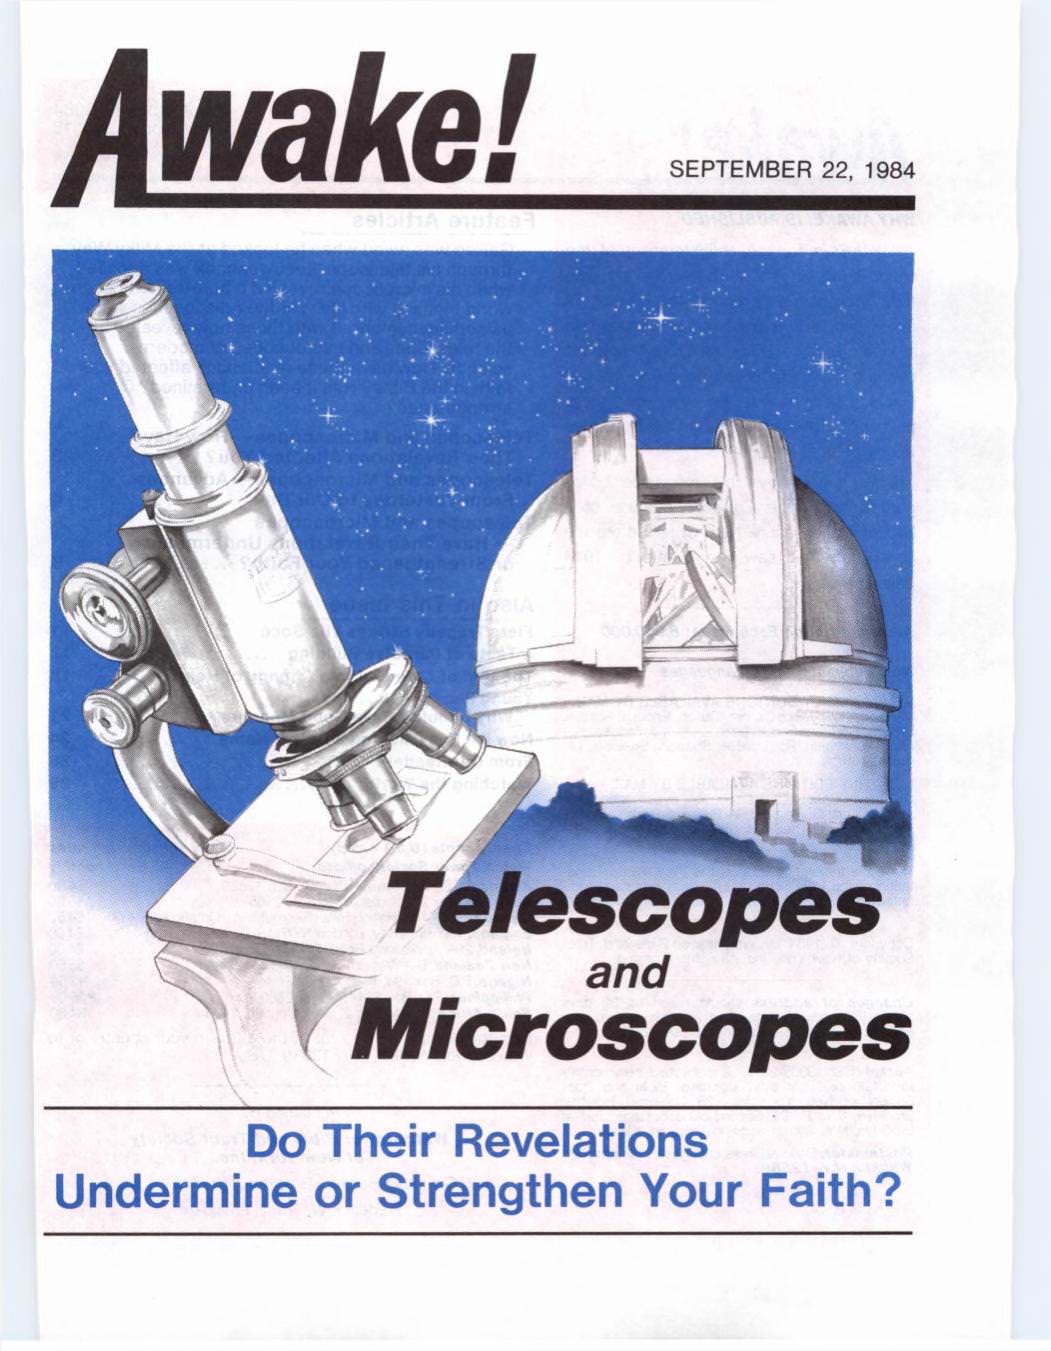 Awake!
SEPTEMBER 22, 1984
Telescopes
and
Microscopes
Do Their Revelations
Undermine or Strengthen Your Faith?